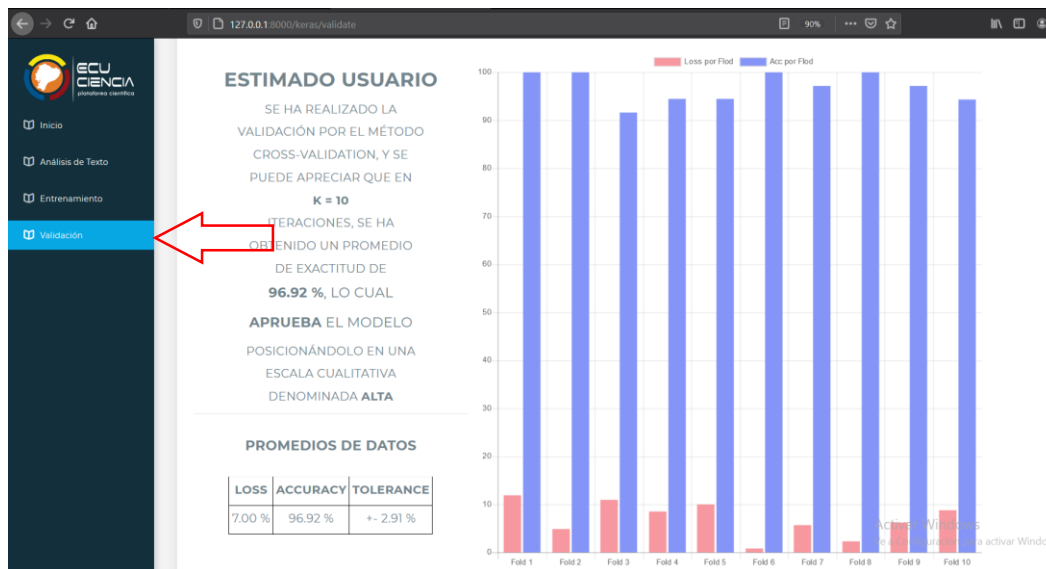 127.0.0.1:8000/keras/validate
90%
ECU
CIENCIA
plataforma científica
Inicio
Análisis de Texto
Entrenamiento
Validación
ESTIMADO USUARIO
SE HA REALIZADO LA
VALIDACIÓN POR EL MÉTODO
CROSS-VALIDATION, Y SE
PUEDE APRECIAR QUE EN
K = 10
ITERACIONES, SE HA
OBTENIDO UN PROMEDIO
DE EXACTITUD DE
96.92 %, LO CUAL
APRUEBA EL MODELO
POSICIONÁNDOLO EN UNA
ESCALA CUALITATIVA
DENOMINADA ALTA
PROMEDIOS DE DATOS
LOSS ACCURACY TOLERANCE
7.00 % 96.92 % +- 2.91 %
Loss por Flod Acc por Flod
100
90
80
70
60
50
40
30
20
10
0
Fold 1 Fold 2 Fold 3 Fold 4 Fold 5 Fold 6 Fold 7 Fold 8 Fold 9 Fold 10
Activar Windows
Ve a Configuración para activar Windo